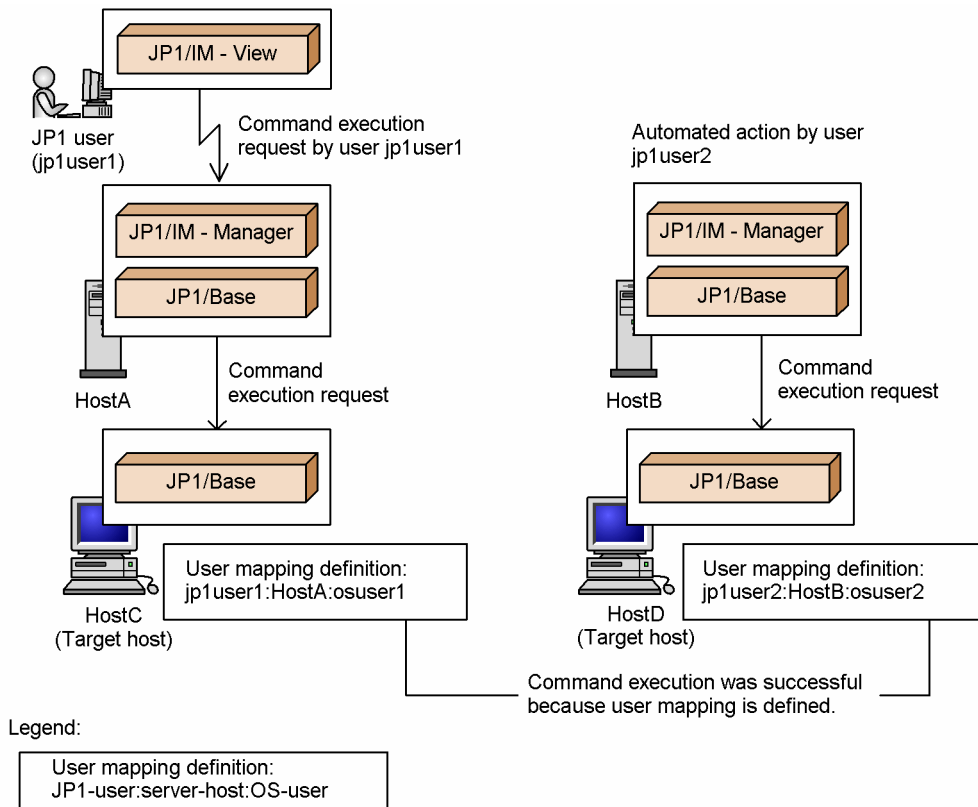 JP1/IM - View
JP1 user
(jp1user1)
Command execution
request by user jp1user1
JP1/IM - Manager
JP1/Base
HostA
Command
execution request
JP1/Base
HostC
(Target host)
User mapping definition:
jp1user1:HostA:osuser1
Automated action by user
jp1user2
JP1/IM - Manager
JP1/Base
HostB
Command
execution request
JP1/Base
HostD
(Target host)
User mapping definition:
jp1user2:HostB:osuser2
Command execution was successful
because user mapping is defined.
Legend:
User mapping definition:
JP1-user:server-host:OS-user